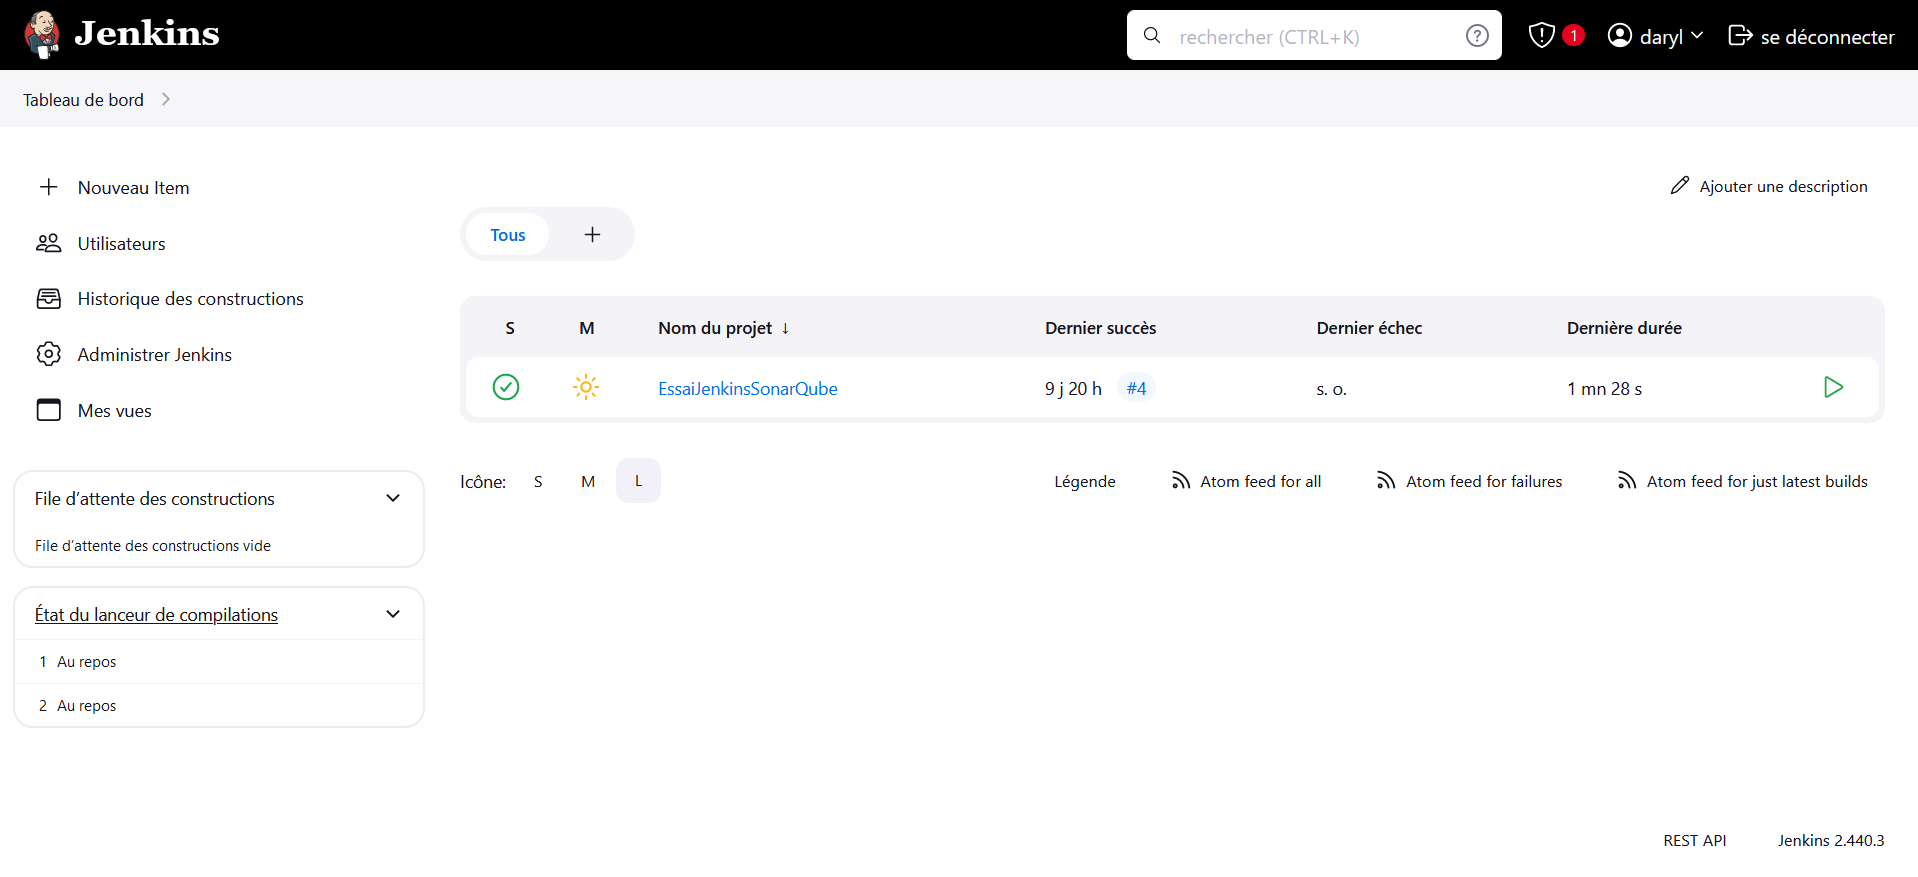 Jenkins
rechercher (CTRL+K)
1
daryl
se déconnecter
Tableau de bord
Nouveau Item
Utilisateurs
Historique des constructions
Administrer Jenkins
Mes vues
File d'attente des constructions
File d'attente des constructions vide
État du lanceur de compilations
1 Au repos
2 Au repos
Ajouter une description
Tous
S M Nom du projet ↓ Dernier succès Dernier échec Dernière durée
EssaiJenkinsSonarQube 9 j 20 h #4 s. o. 1 mn 28 s
Icône: S M L
Légende Atom feed for all Atom feed for failures Atom feed for just latest builds
REST API Jenkins 2.440.3